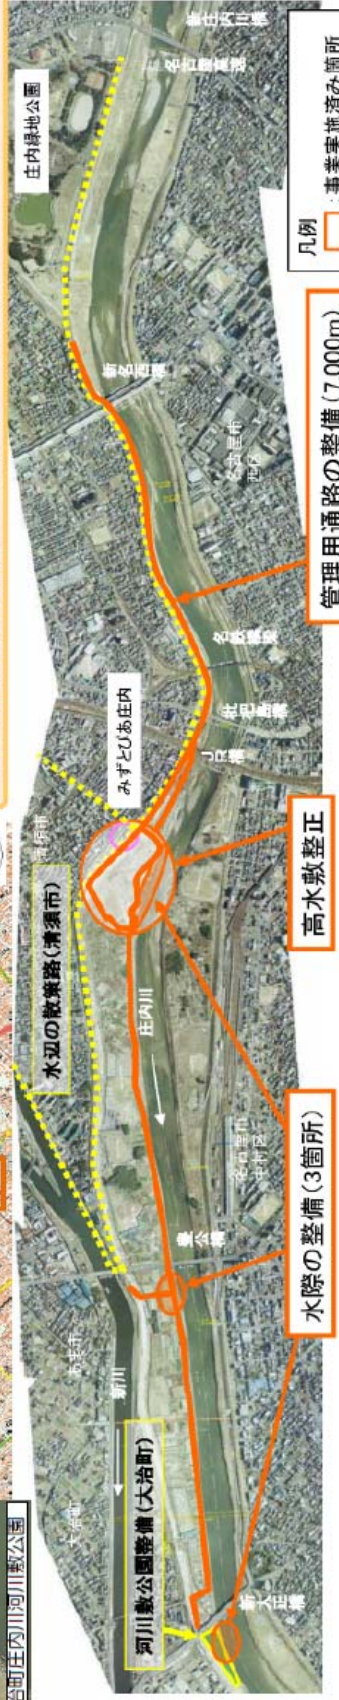 治町庄内川河川敷公園
大治町
あま市
新川
河川敷公園整備(大治町)
新大正橋
水辺の散策路(清須市)
清須市
豊公橋
庄内川
名古屋市
中村区
みずとぴあ庄内
JR橋
枇杷島橋
名鉄橋梁
新名西橋
名古屋市
西区
庄内緑地公園
名古屋高速
新庄内川橋
水際の整備(3箇所)
高水敷整正
管理用通路の整備(7,000m)
凡例
:事業実施済み箇所